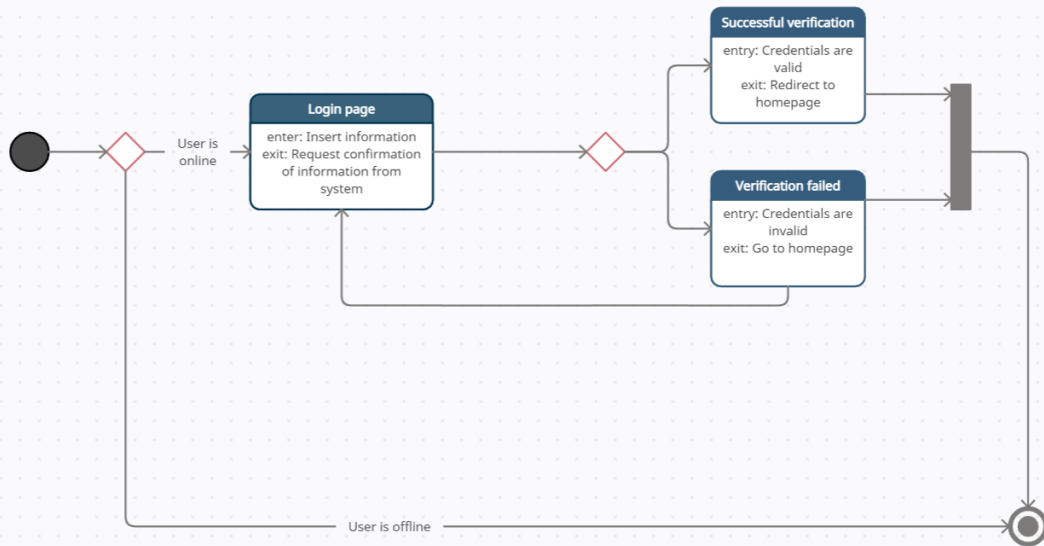 Successful verification
entry: Credentials are
valid
exit: Redirect to
homepage
Login page
enter: Insert information
exit: Request confirmation
of information from
system
User is
online
Verification failed
entry: Credentials are
invalid
exit: Go to homepage
User is offline